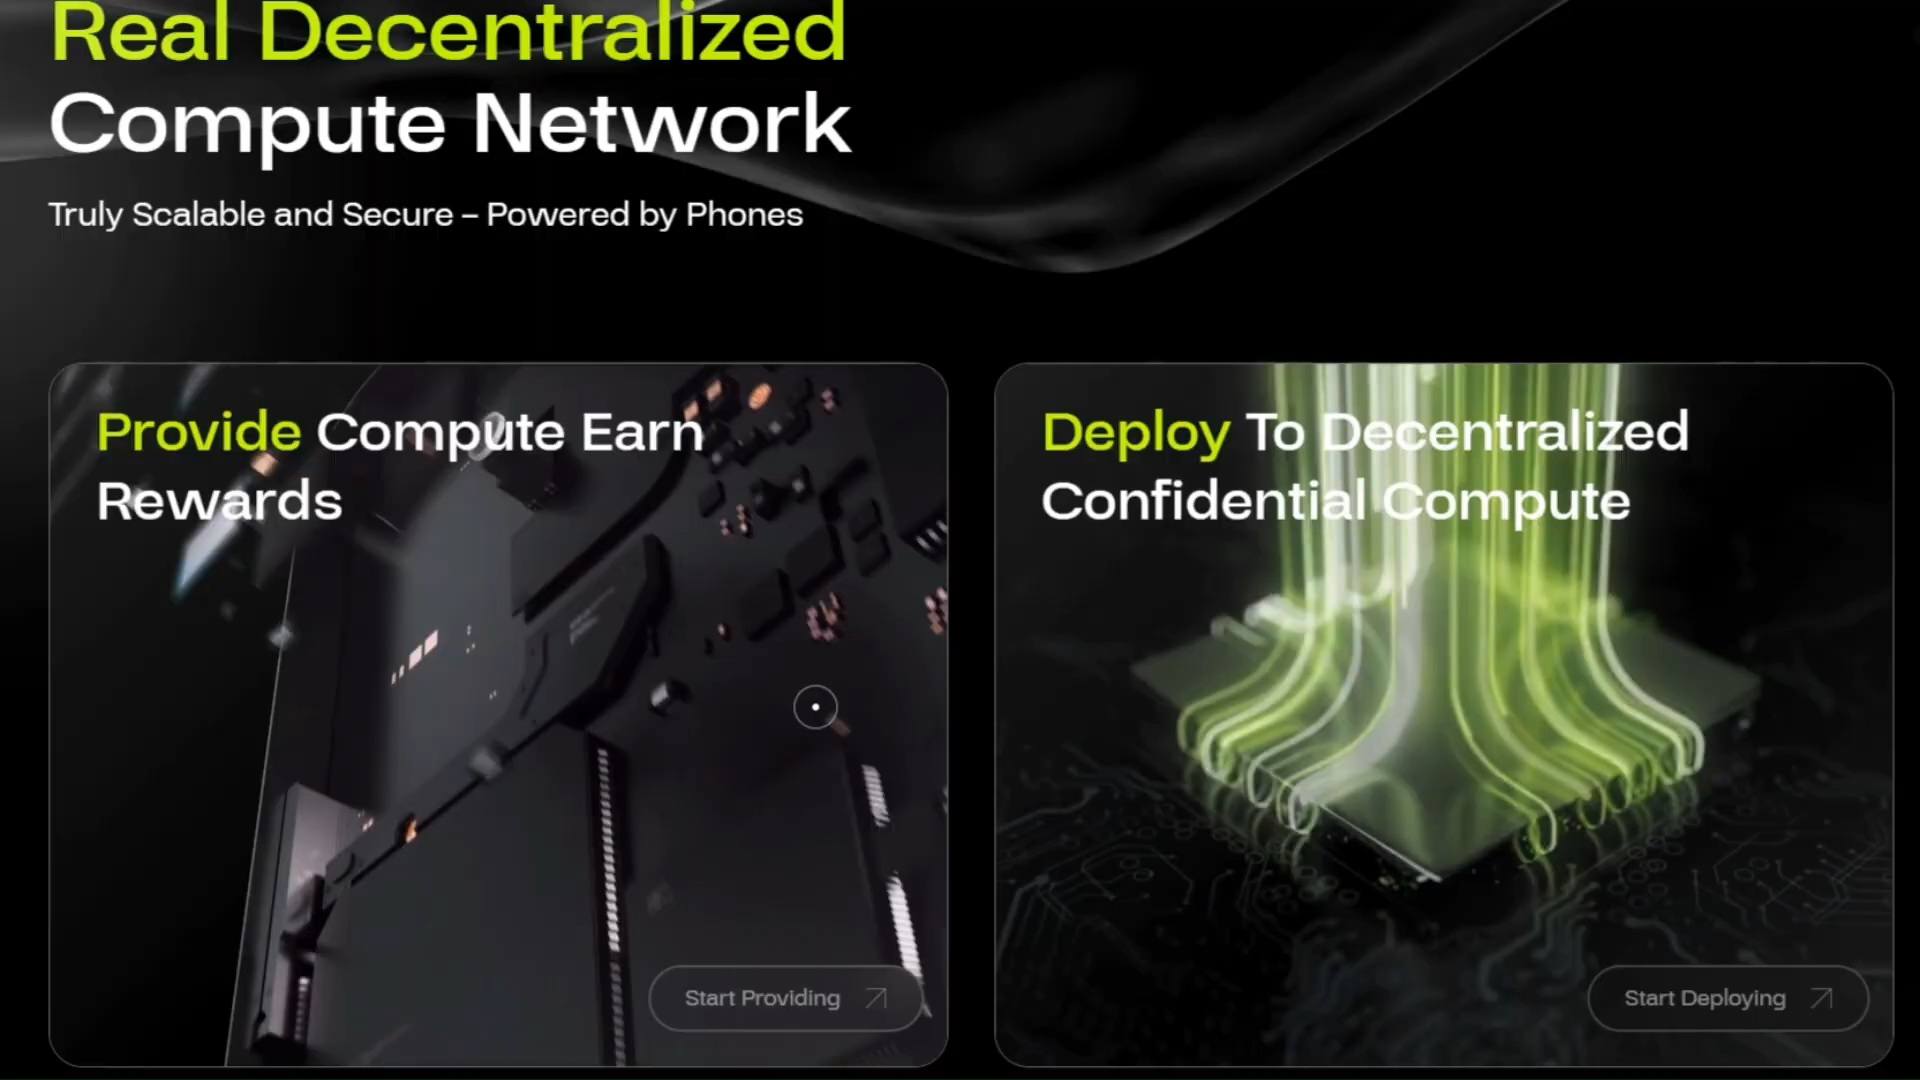 Real Decentralized
Compute Network
Truly Scalable and Secure – Powered by Phones
Provide Compute Earn
Rewards
Deploy To Decentralized
Confidential Compute
Start Providing
Start Deploying